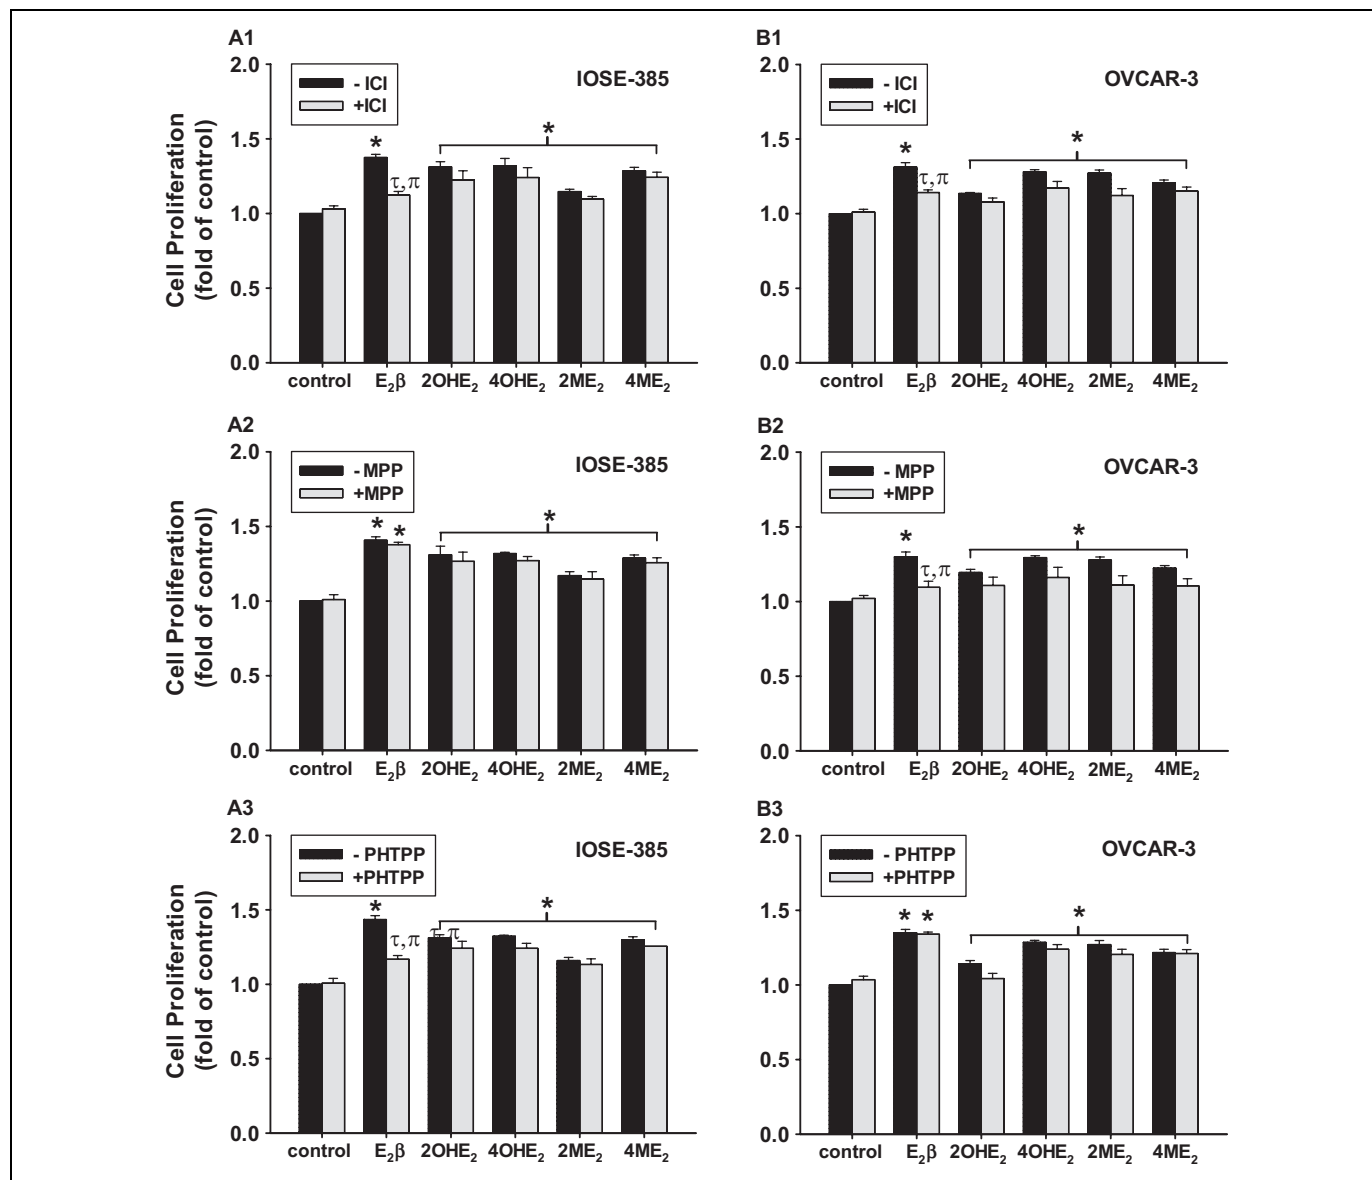 A1
IOSE-385
- ICI
+ICI
2.0
1.5
1.0
0.5
0.0
Cell Proliferation
(fold of control)
*
τ,π
*
control E₂β 2OHE₂ 4OHE₂ 2ME₂ 4ME₂
B1
OVCAR-3
- ICI
+ICI
2.0
1.5
1.0
0.5
0.0
*
τ,π
*
control E₂β 2OHE₂ 4OHE₂ 2ME₂ 4ME₂
A2
IOSE-385
- MPP
+MPP
2.0
1.5
1.0
0.5
0.0
Cell Proliferation
(fold of control)
* *
*
control E₂β 2OHE₂ 4OHE₂ 2ME₂ 4ME₂
B2
OVCAR-3
- MPP
+MPP
2.0
1.5
1.0
0.5
0.0
*
τ,π
*
control E₂β 2OHE₂ 4OHE₂ 2ME₂ 4ME₂
A3
IOSE-385
- PHTPP
+PHTPP
2.0
1.5
1.0
0.5
0.0
Cell Proliferation
(fold of control)
*
τ,π τ π
*
control E₂β 2OHE₂ 4OHE₂ 2ME₂ 4ME₂
B3
OVCAR-3
- PHTPP
+PHTPP
2.0
1.5
1.0
0.5
0.0
* *
*
control E₂β 2OHE₂ 4OHE₂ 2ME₂ 4ME₂